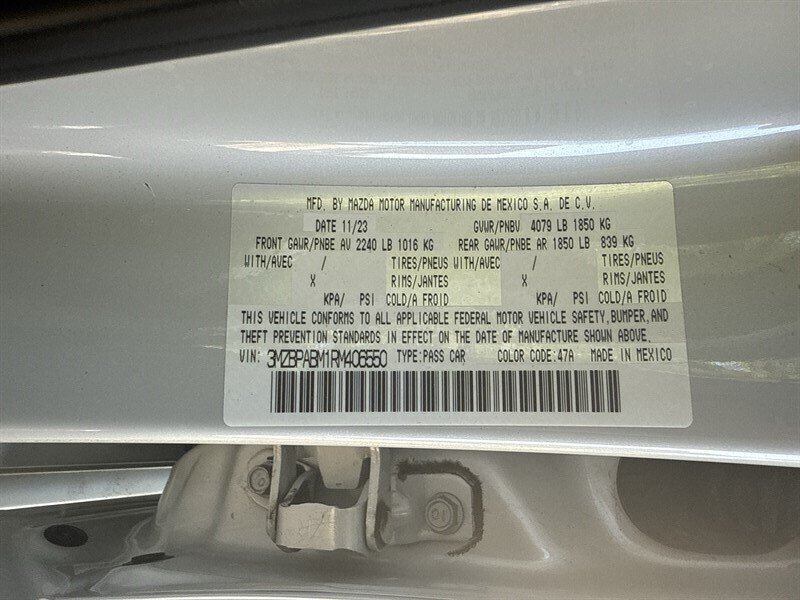 MFD. BY MAZDA MOTOR MANUFACTURING DE MEXICO S.A. DE C.V.
DATE 11/23 GVWR/PNBV 4079 LB 1850 KG
FRONT GAWR/PNBE AV 2240 LB 1016 KG REAR GAWR/PNBE AR 1850 LB 839 KG
WITH/AVEC / TIRES/PNEUS WITH/AVEC / TIRES/PNEUS
X RIMS/JANTES X RIMS/JANTES
KPA/ PSI COLD/A FROID KPA/ PSI COLD/A FROID
THIS VEHICLE CONFORMS TO ALL APPLICABLE FEDERAL MOTOR VEHICLE SAFETY, BUMPER, AND
THEFT PREVENTION STANDARDS IN EFFECT ON THE DATE OF MANUFACTURE SHOWN ABOVE.
VIN: 3MZBPABM1RM406550 TYPE: PASS CAR COLOR CODE: 47A MADE IN MEXICO